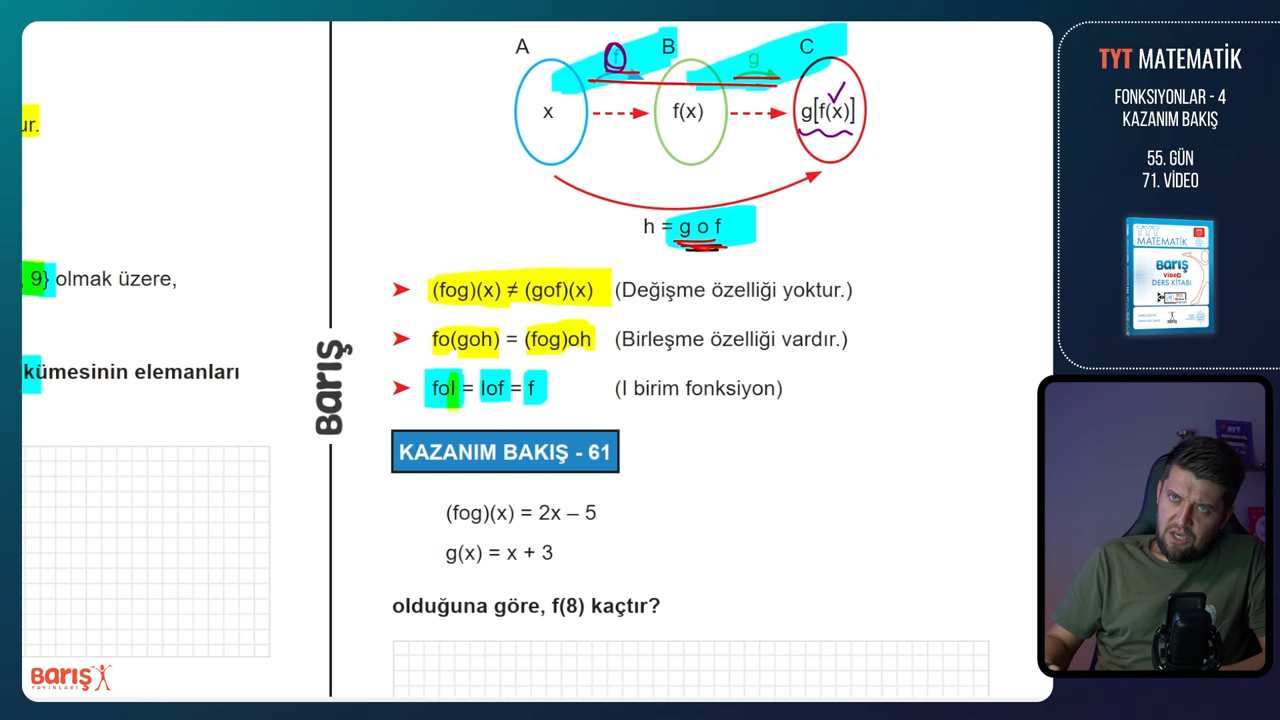 ur.
9} olmak üzere,
kümesinin elemanları
BARIŞ
A f B g C
x f(x) g[f(x)]
h = g o f
➤ (fog)(x) ≠ (gof)(x) (Değişme özelliği yoktur.)
➤ fo(goh) = (fog)oh (Birleşme özelliği vardır.)
➤ foI = Iof = f (I birim fonksiyon)
KAZANIM BAKIŞ - 61
(fog)(x) = 2x – 5
g(x) = x + 3
olduğuna göre, f(8) kaçtır?
BARIŞ
YAYINLARI
TYT MATEMATİK
FONKSİYONLAR - 4
KAZANIM BAKIŞ
55. GÜN
71. VİDEO
TYT
MATEMATİK
BARIŞ
VİDEO
DERS KİTABI